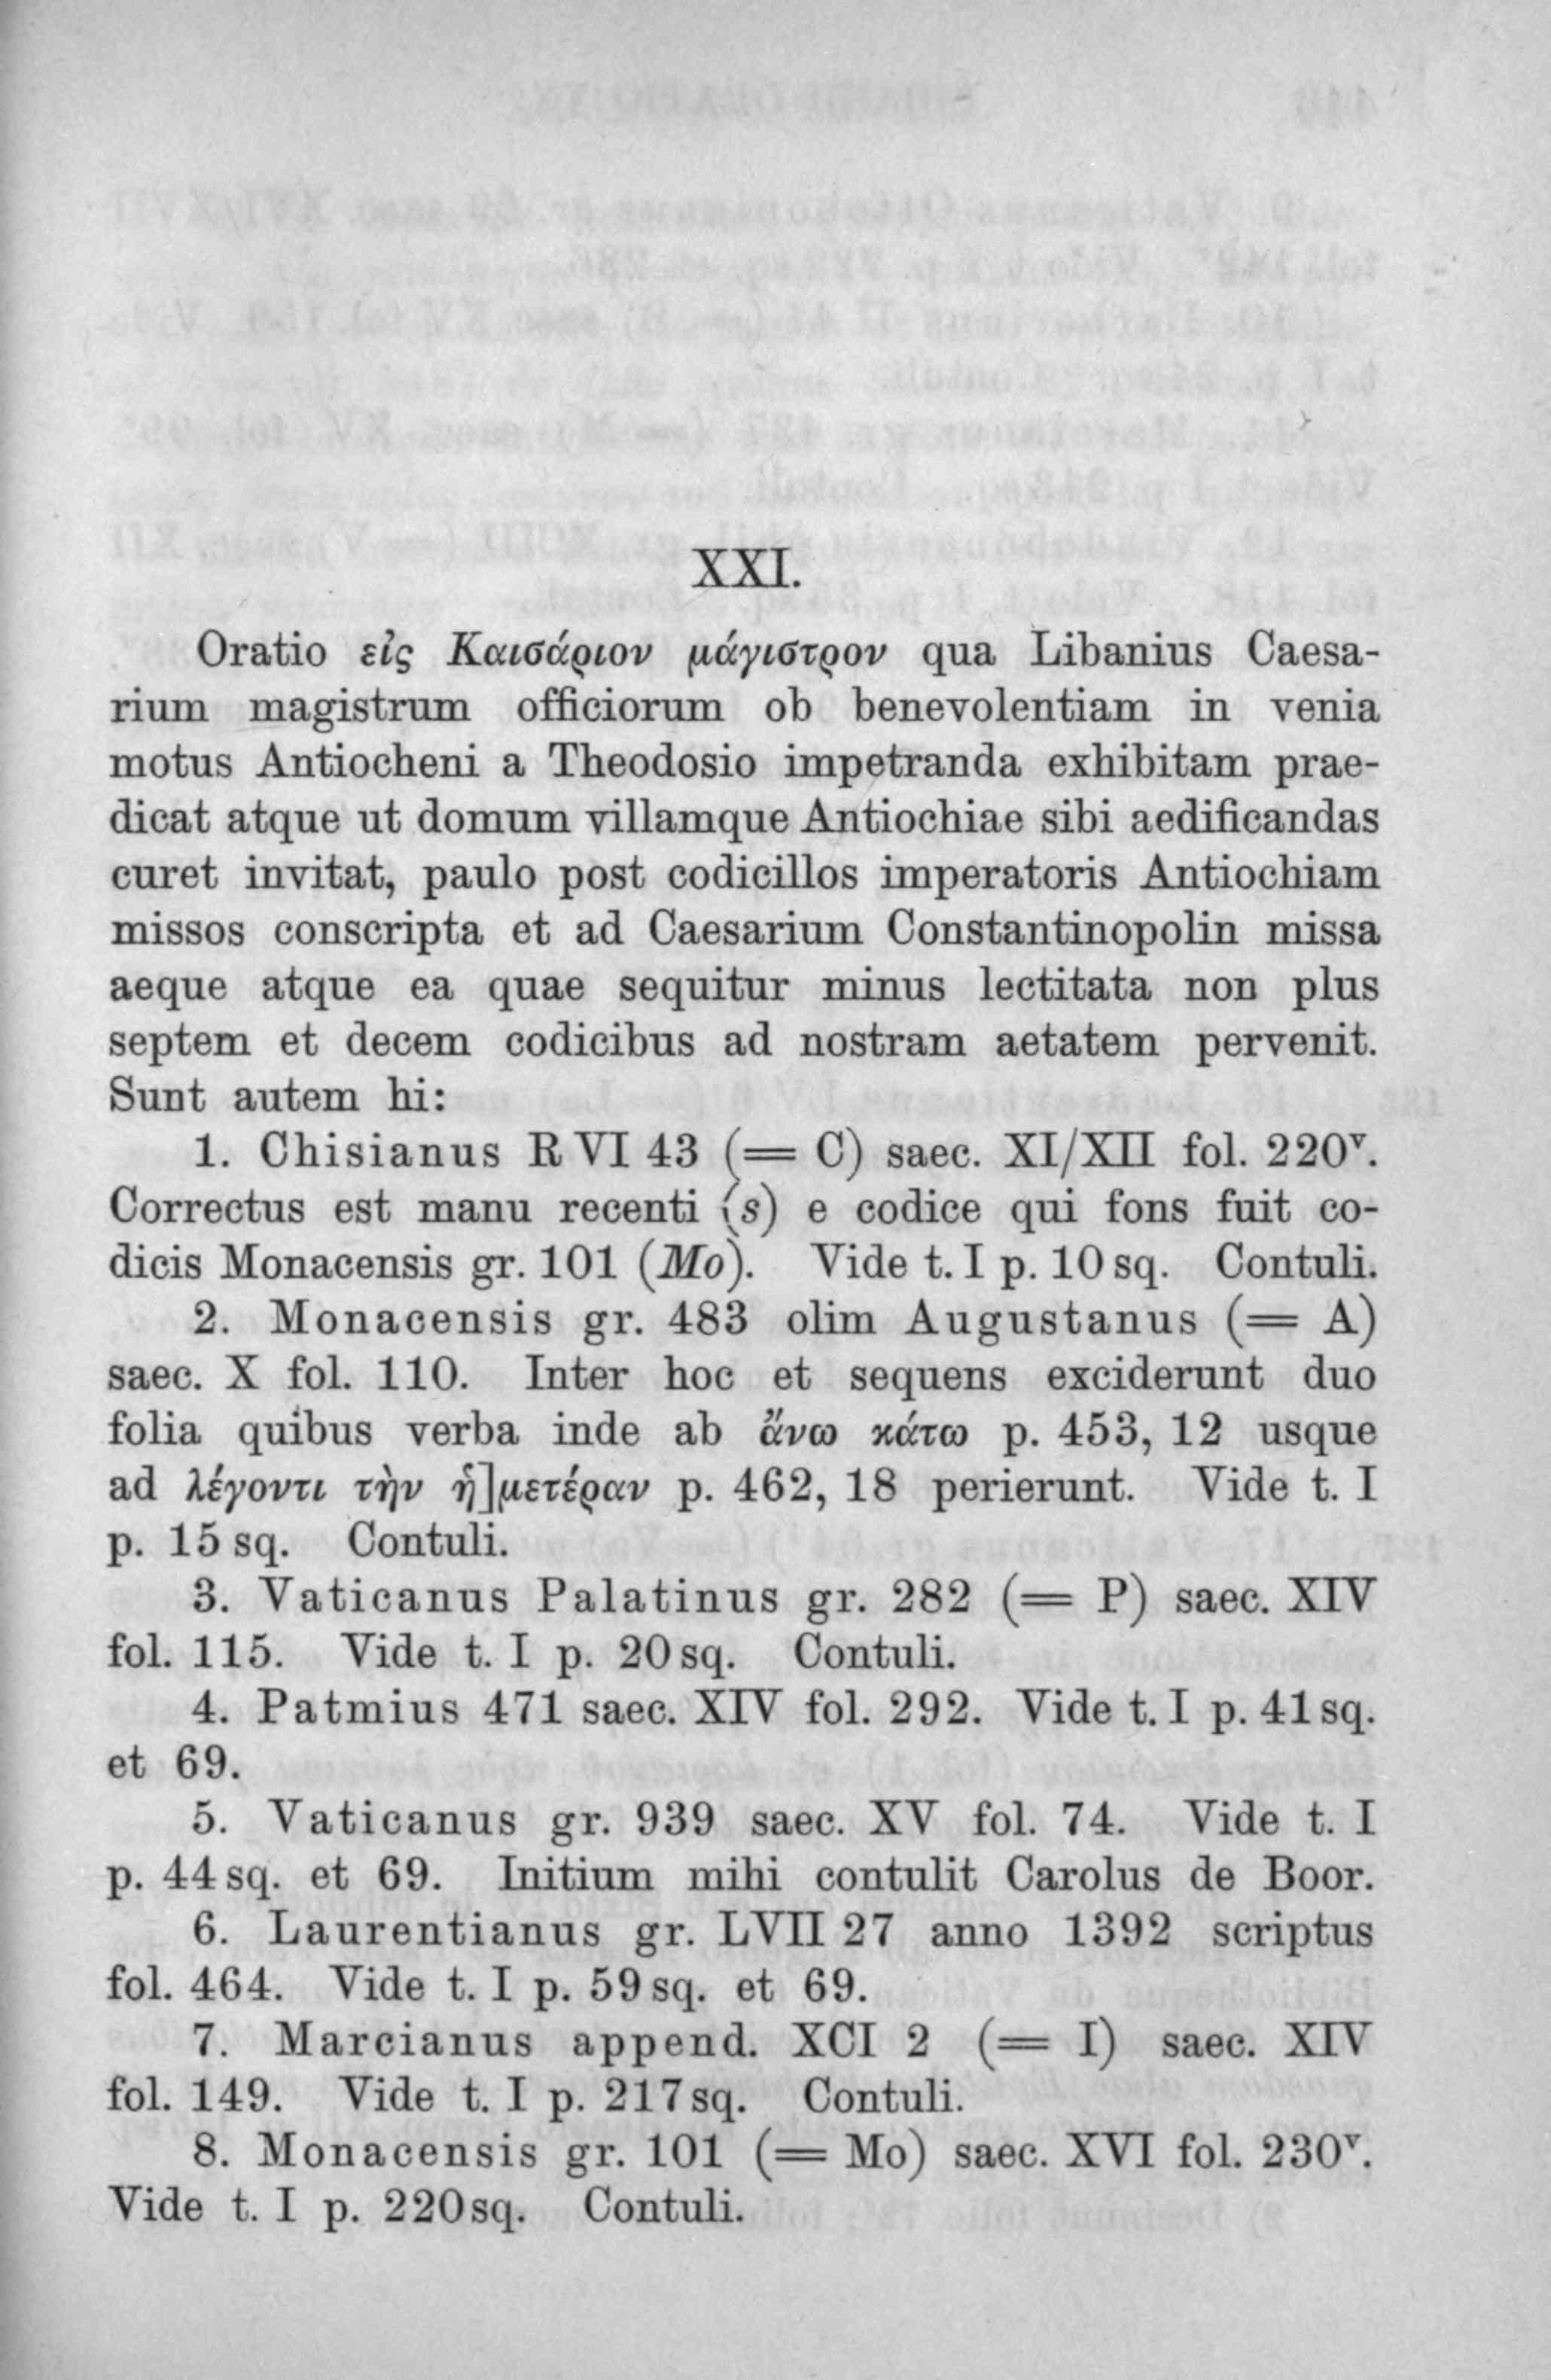 XXI.
Oratio εἰς Καισάριον μάγιστρον qua Libanius Caesa-
rium magistrum officiorum ob benevolentiam in venia
motus Antiocheni a Theodosio impetranda exhibitam prae-
dicat atque ut domum villamque Antiochiae sibi aedificandas
curet invitat, paulo post codicillos imperatoris Antiochiam
missos conscripta et ad Caesarium Constantinopolin missa
aeque atque ea quae sequitur minus lectitata non plus
septem et decem codicibus ad nostram aetatem pervenit.
Sunt autem hi:
1. Chisianus R VI 43 (= C) saec. XI/XII fol. 220ᵛ.
Correctus est manu recenti (s) e codice qui fons fuit co-
dicis Monacensis gr. 101 (Mo). Vide t. I p. 10 sq. Contuli.
2. Monacensis gr. 483 olim Augustanus (= A)
saec. X fol. 110. Inter hoc et sequens exciderunt duo
folia quibus verba inde ab ἄνω κάτω p. 453, 12 usque
ad λέγοντι τὴν ἡ]μετέραν p. 462, 18 perierunt. Vide t. I
p. 15 sq. Contuli.
3. Vaticanus Palatinus gr. 282 (= P) saec. XIV
fol. 115. Vide t. I p. 20 sq. Contuli.
4. Patmius 471 saec. XIV fol. 292. Vide t. I p. 41 sq.
et 69.
5. Vaticanus gr. 939 saec. XV fol. 74. Vide t. I
p. 44 sq. et 69. Initium mihi contulit Carolus de Boor.
6. Laurentianus gr. LVII 27 anno 1392 scriptus
fol. 464. Vide t. I p. 59 sq. et 69.
7. Marcianus append. XCI 2 (= I) saec. XIV
fol. 149. Vide t. I p. 217 sq. Contuli.
8. Monacensis gr. 101 (= Mo) saec. XVI fol. 230ᵛ.
Vide t. I p. 220 sq. Contuli.